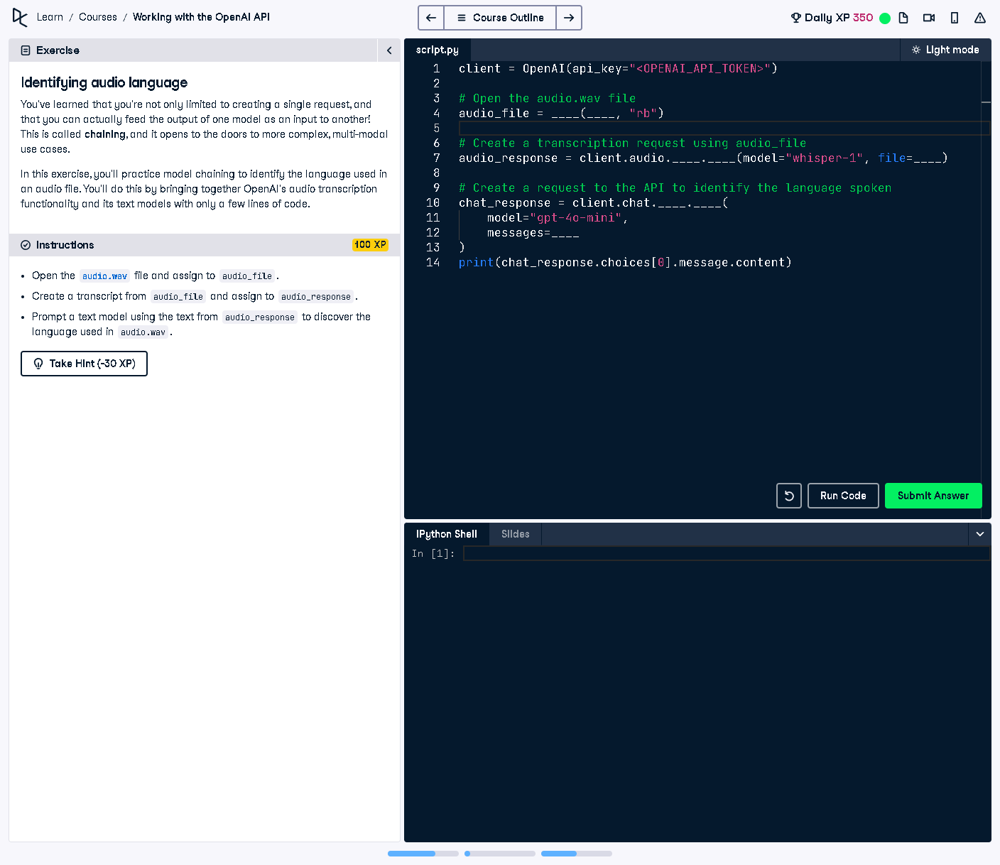 Learn / Courses / Working with the OpenAI API
Course Outline
Daily XP 350
Exercise
Identifying audio language
You've learned that you're not only limited to creating a single request, and
that you can actually feed the output of one model as an input to another!
This is called chaining, and it opens to the doors to more complex, multi-modal
use cases.
In this exercise, you'll practice model chaining to identify the language used in
an audio file. You'll do this by bringing together OpenAI's audio transcription
functionality and its text models with only a few lines of code.
Instructions
100 XP
• Open the audio.wav file and assign to audio_file.
• Create a transcript from audio_file and assign to audio_response.
• Prompt a text model using the text from audio_response to discover the
language used in audio.wav.
Take Hint (-30 XP)
script.py
Light mode
1 client = OpenAI(api_key="<OPENAI_API_TOKEN>")
2
3 # Open the audio.wav file
4 audio_file = ____(____, "rb")
5
6 # Create a transcription request using audio_file
7 audio_response = client.audio.____.____(model="whisper-1", file=____)
8
9 # Create a request to the API to identify the language spoken
10 chat_response = client.chat.____.____(
11     model="gpt-4o-mini",
12     messages=____
13 )
14 print(chat_response.choices[0].message.content)
Run Code
Submit Answer
IPython Shell
Slides
In [1]: